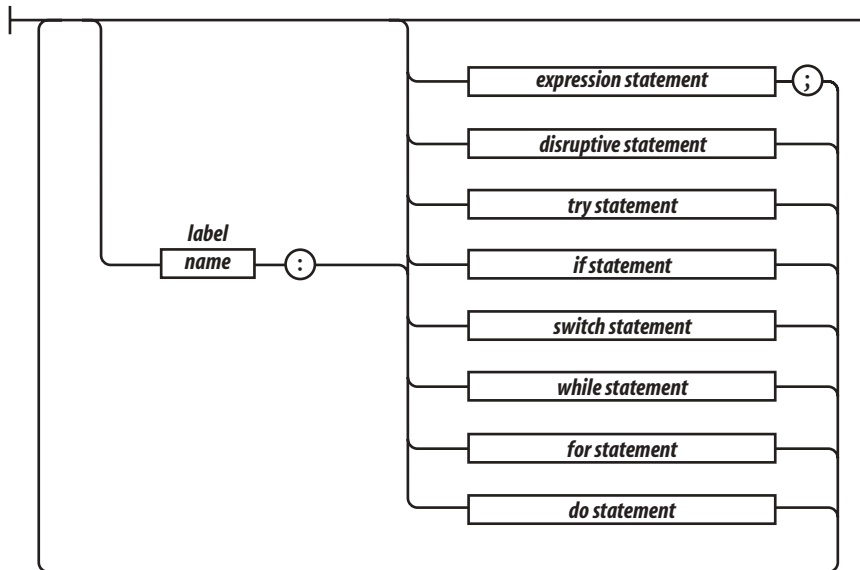 expression statement ;
disruptive statement
try statement
label
name :
if statement
switch statement
while statement
for statement
do statement